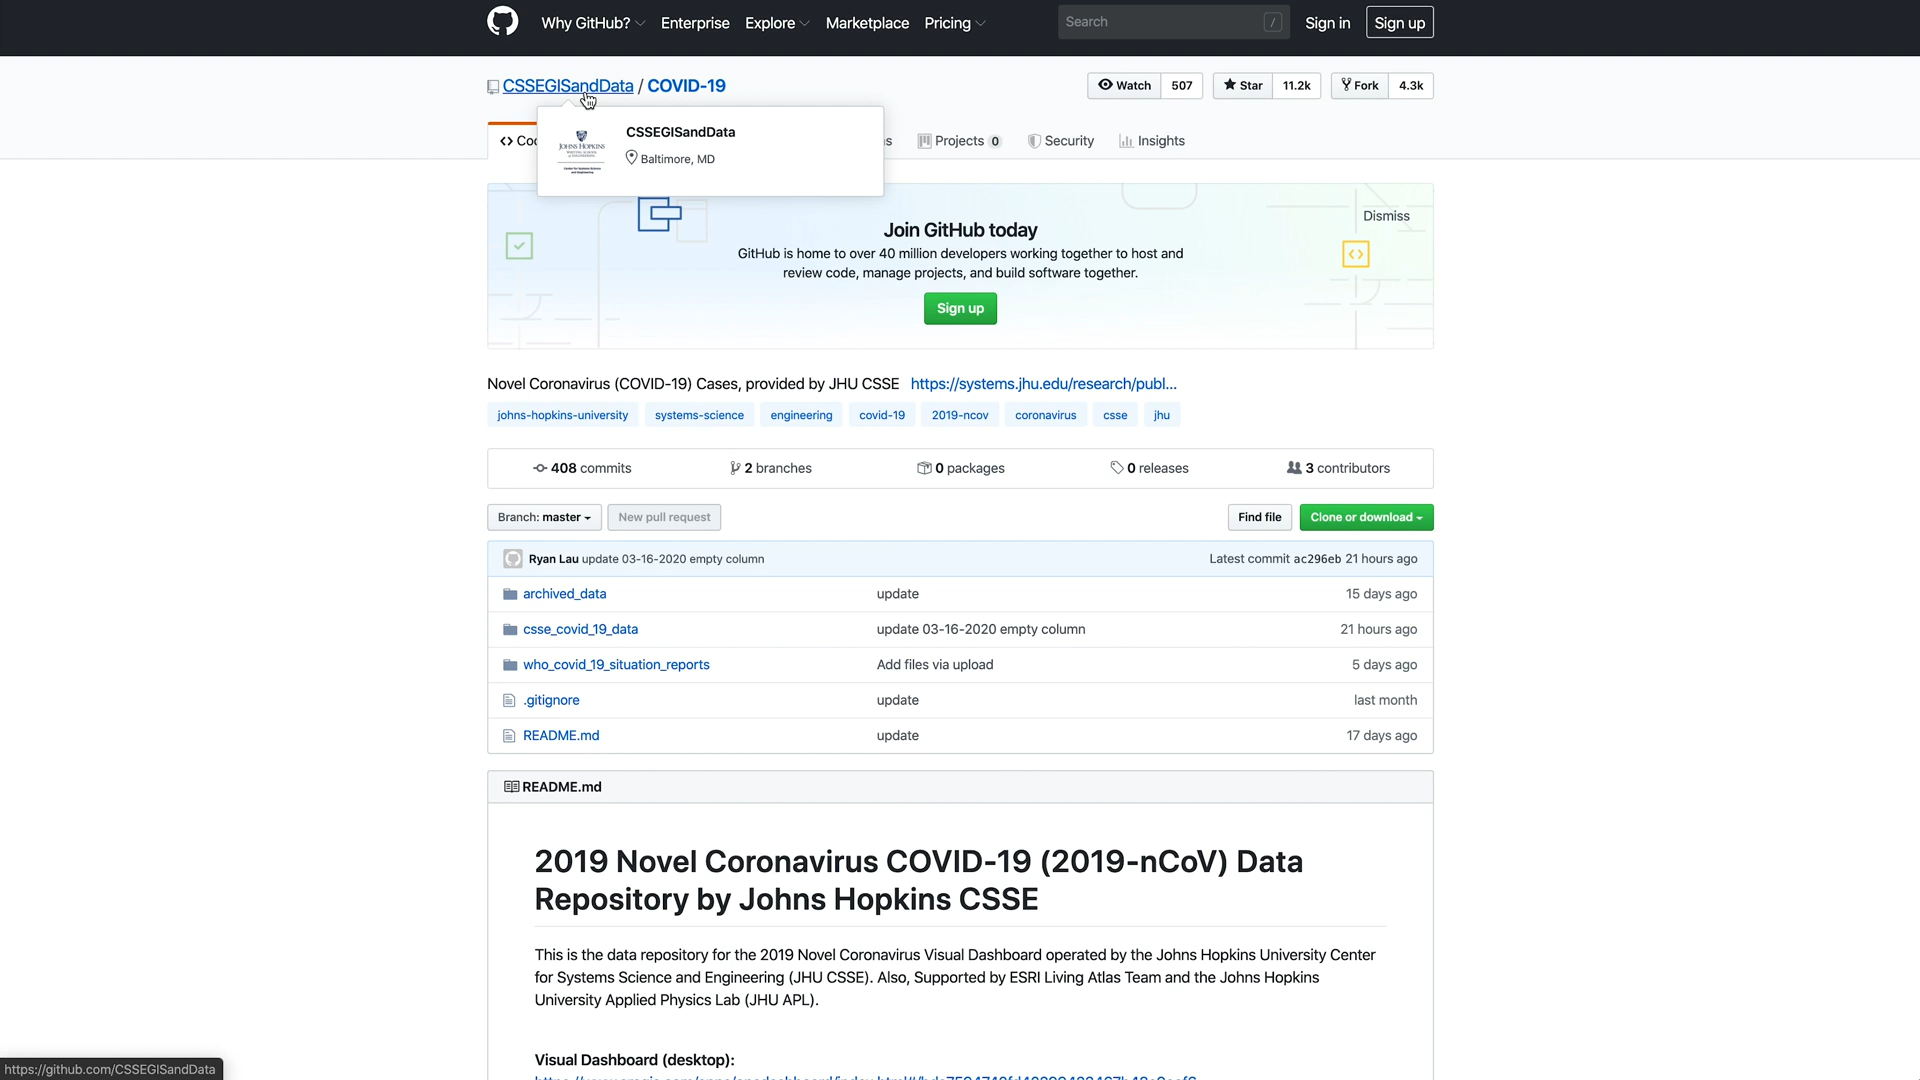 Why GitHub? Enterprise Explore Marketplace Pricing Search / Sign in Sign up
CSSEGISandData / COVID-19 Watch 507 Star 11.2k Fork 4.3k
CSSEGISandData
Baltimore, MD
JOHNS HOPKINS
Projects 0 Security Insights
Join GitHub today
Dismiss
GitHub is home to over 40 million developers working together to host and
review code, manage projects, and build software together.
Sign up
Novel Coronavirus (COVID-19) Cases, provided by JHU CSSE https://systems.jhu.edu/research/publ...
johns-hopkins-university systems-science engineering covid-19 2019-ncov coronavirus csse jhu
408 commits 2 branches 0 packages 0 releases 3 contributors
Branch: master New pull request Find file Clone or download
Ryan Lau update 03-16-2020 empty column Latest commit ac296eb 21 hours ago
archived_data update 15 days ago
csse_covid_19_data update 03-16-2020 empty column 21 hours ago
who_covid_19_situation_reports Add files via upload 5 days ago
.gitignore update last month
README.md update 17 days ago
README.md
2019 Novel Coronavirus COVID-19 (2019-nCoV) Data
Repository by Johns Hopkins CSSE
This is the data repository for the 2019 Novel Coronavirus Visual Dashboard operated by the Johns Hopkins University Center
for Systems Science and Engineering (JHU CSSE). Also, Supported by ESRI Living Atlas Team and the Johns Hopkins
University Applied Physics Lab (JHU APL).
Visual Dashboard (desktop):
https://github.com/CSSEGISandData